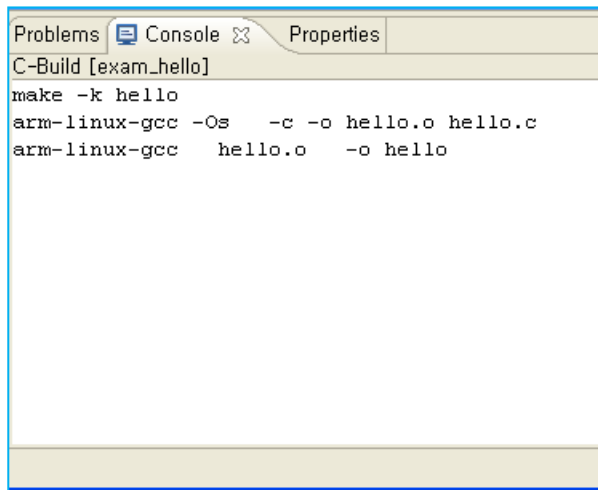 Problems Console Properties
C-Build [exam_hello]
make -k hello
arm-linux-gcc -Os   -c -o hello.o hello.c
arm-linux-gcc   hello.o   -o hello